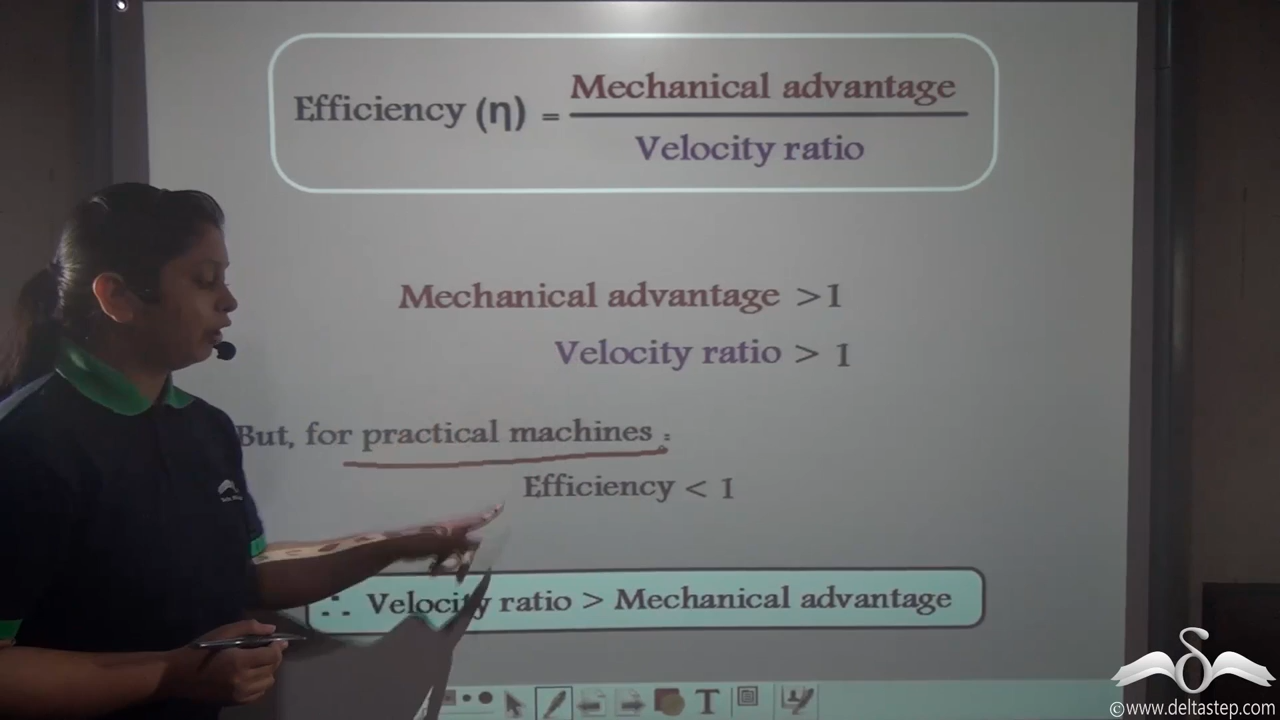 Efficiency (η) = Mechanical advantage
Velocity ratio
Mechanical advantage >1
Velocity ratio > 1
But, for practical machines :
Efficiency < 1
∴ Velocity ratio > Mechanical advantage
T
©www.deltastep.com